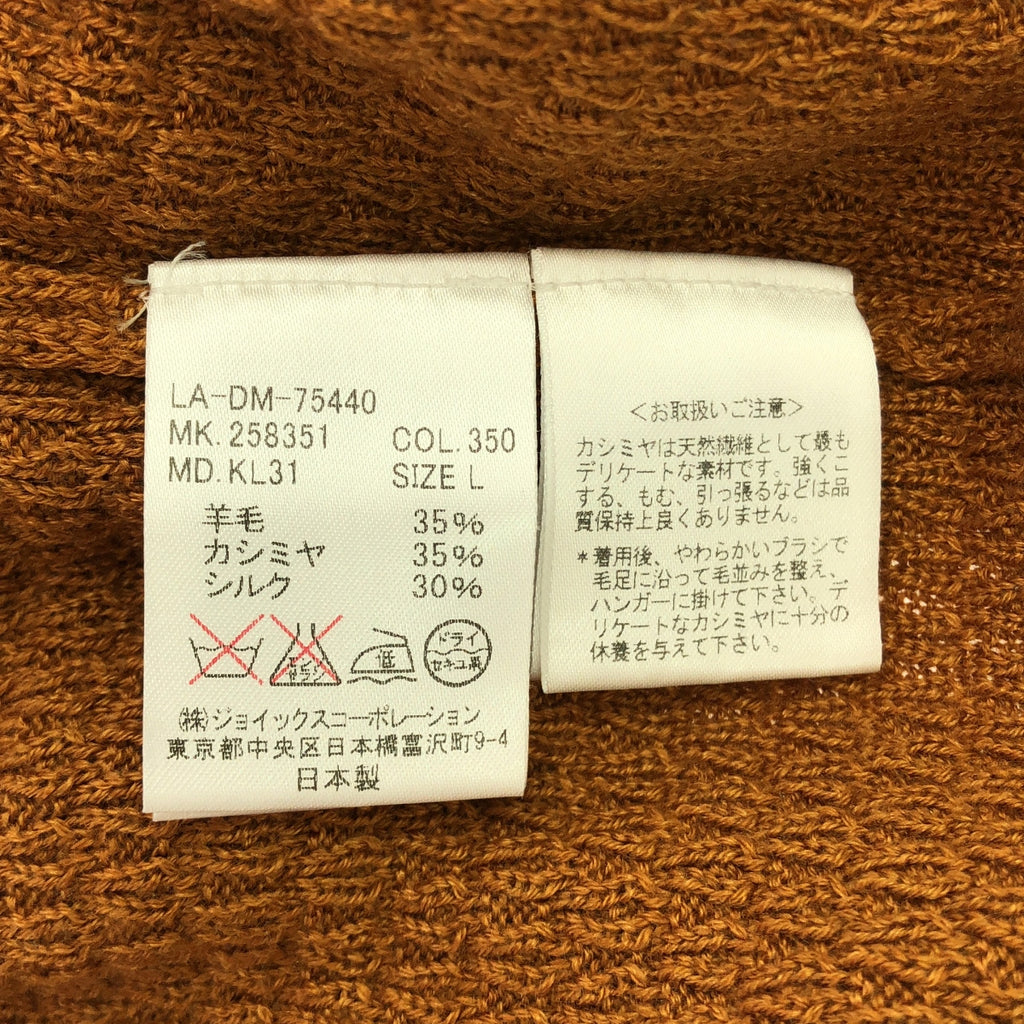 LA-DM-75440
MK. 258351 COL. 350
MD. KL31 SIZE L
羊毛 35%
カシミヤ 35%
シルク 30%
エンソ サラシ
低
ドライ
セキユ系
(株)ジョイックスコーポレーション
東京都中央区日本橋富沢町9-4
日本製
<お取扱いご注意>
カシミヤは天然繊維として最も
デリケートな素材です。強くこ
する、もむ、引っ張るなどは品
質保持上良くありません。
*着用後、やわらかいブラシで
毛足に沿って毛並みを整え、
ハンガーに掛けて下さい。デ
リケートなカシミヤに十分の
休養を与えて下さい。